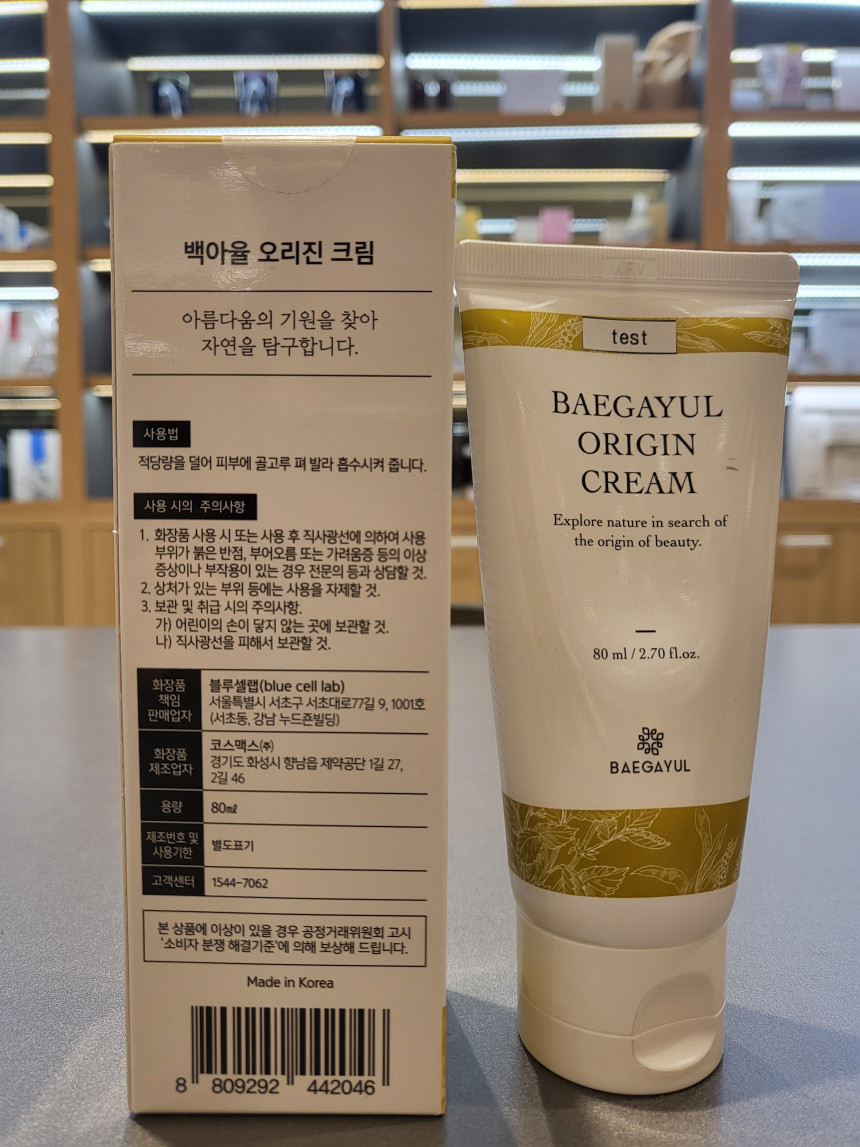 백아율 오리진 크림
아름다움의 기원을 찾아
자연을 탐구합니다.
사용법
적당량을 덜어 피부에 골고루 펴 발라 흡수시켜 줍니다.
사용 시의 주의사항
1. 화장품 사용 시 또는 사용 후 직사광선에 의하여 사용
부위가 붉은 반점, 부어오름 또는 가려움증 등의 이상
증상이나 부작용이 있는 경우 전문의 등과 상담할 것.
2. 상처가 있는 부위 등에는 사용을 자제할 것.
3. 보관 및 취급 시의 주의사항.
가) 어린이의 손이 닿지 않는 곳에 보관할 것.
나) 직사광선을 피해서 보관할 것.
화장품
책임
판매업자
블루셀랩(blue cell lab)
서울특별시 서초구 서초대로77길 9, 1001호
(서초동, 강남 누드죤빌딩)
화장품
제조업자
코스맥스㈜
경기도 화성시 향남읍 제약공단 1길 27,
2길 46
용량
80㎖
제조번호 및
사용기한
별도표기
고객센터
1544-7062
본 상품에 이상이 있을 경우 공정거래위원회 고시
'소비자 분쟁 해결기준'에 의해 보상해 드립니다.
Made in Korea
8 809292 442046
test
BAEGAYUL
ORIGIN
CREAM
Explore nature in search of
the origin of beauty.
80 ml / 2.70 fl.oz.
BAEGAYUL